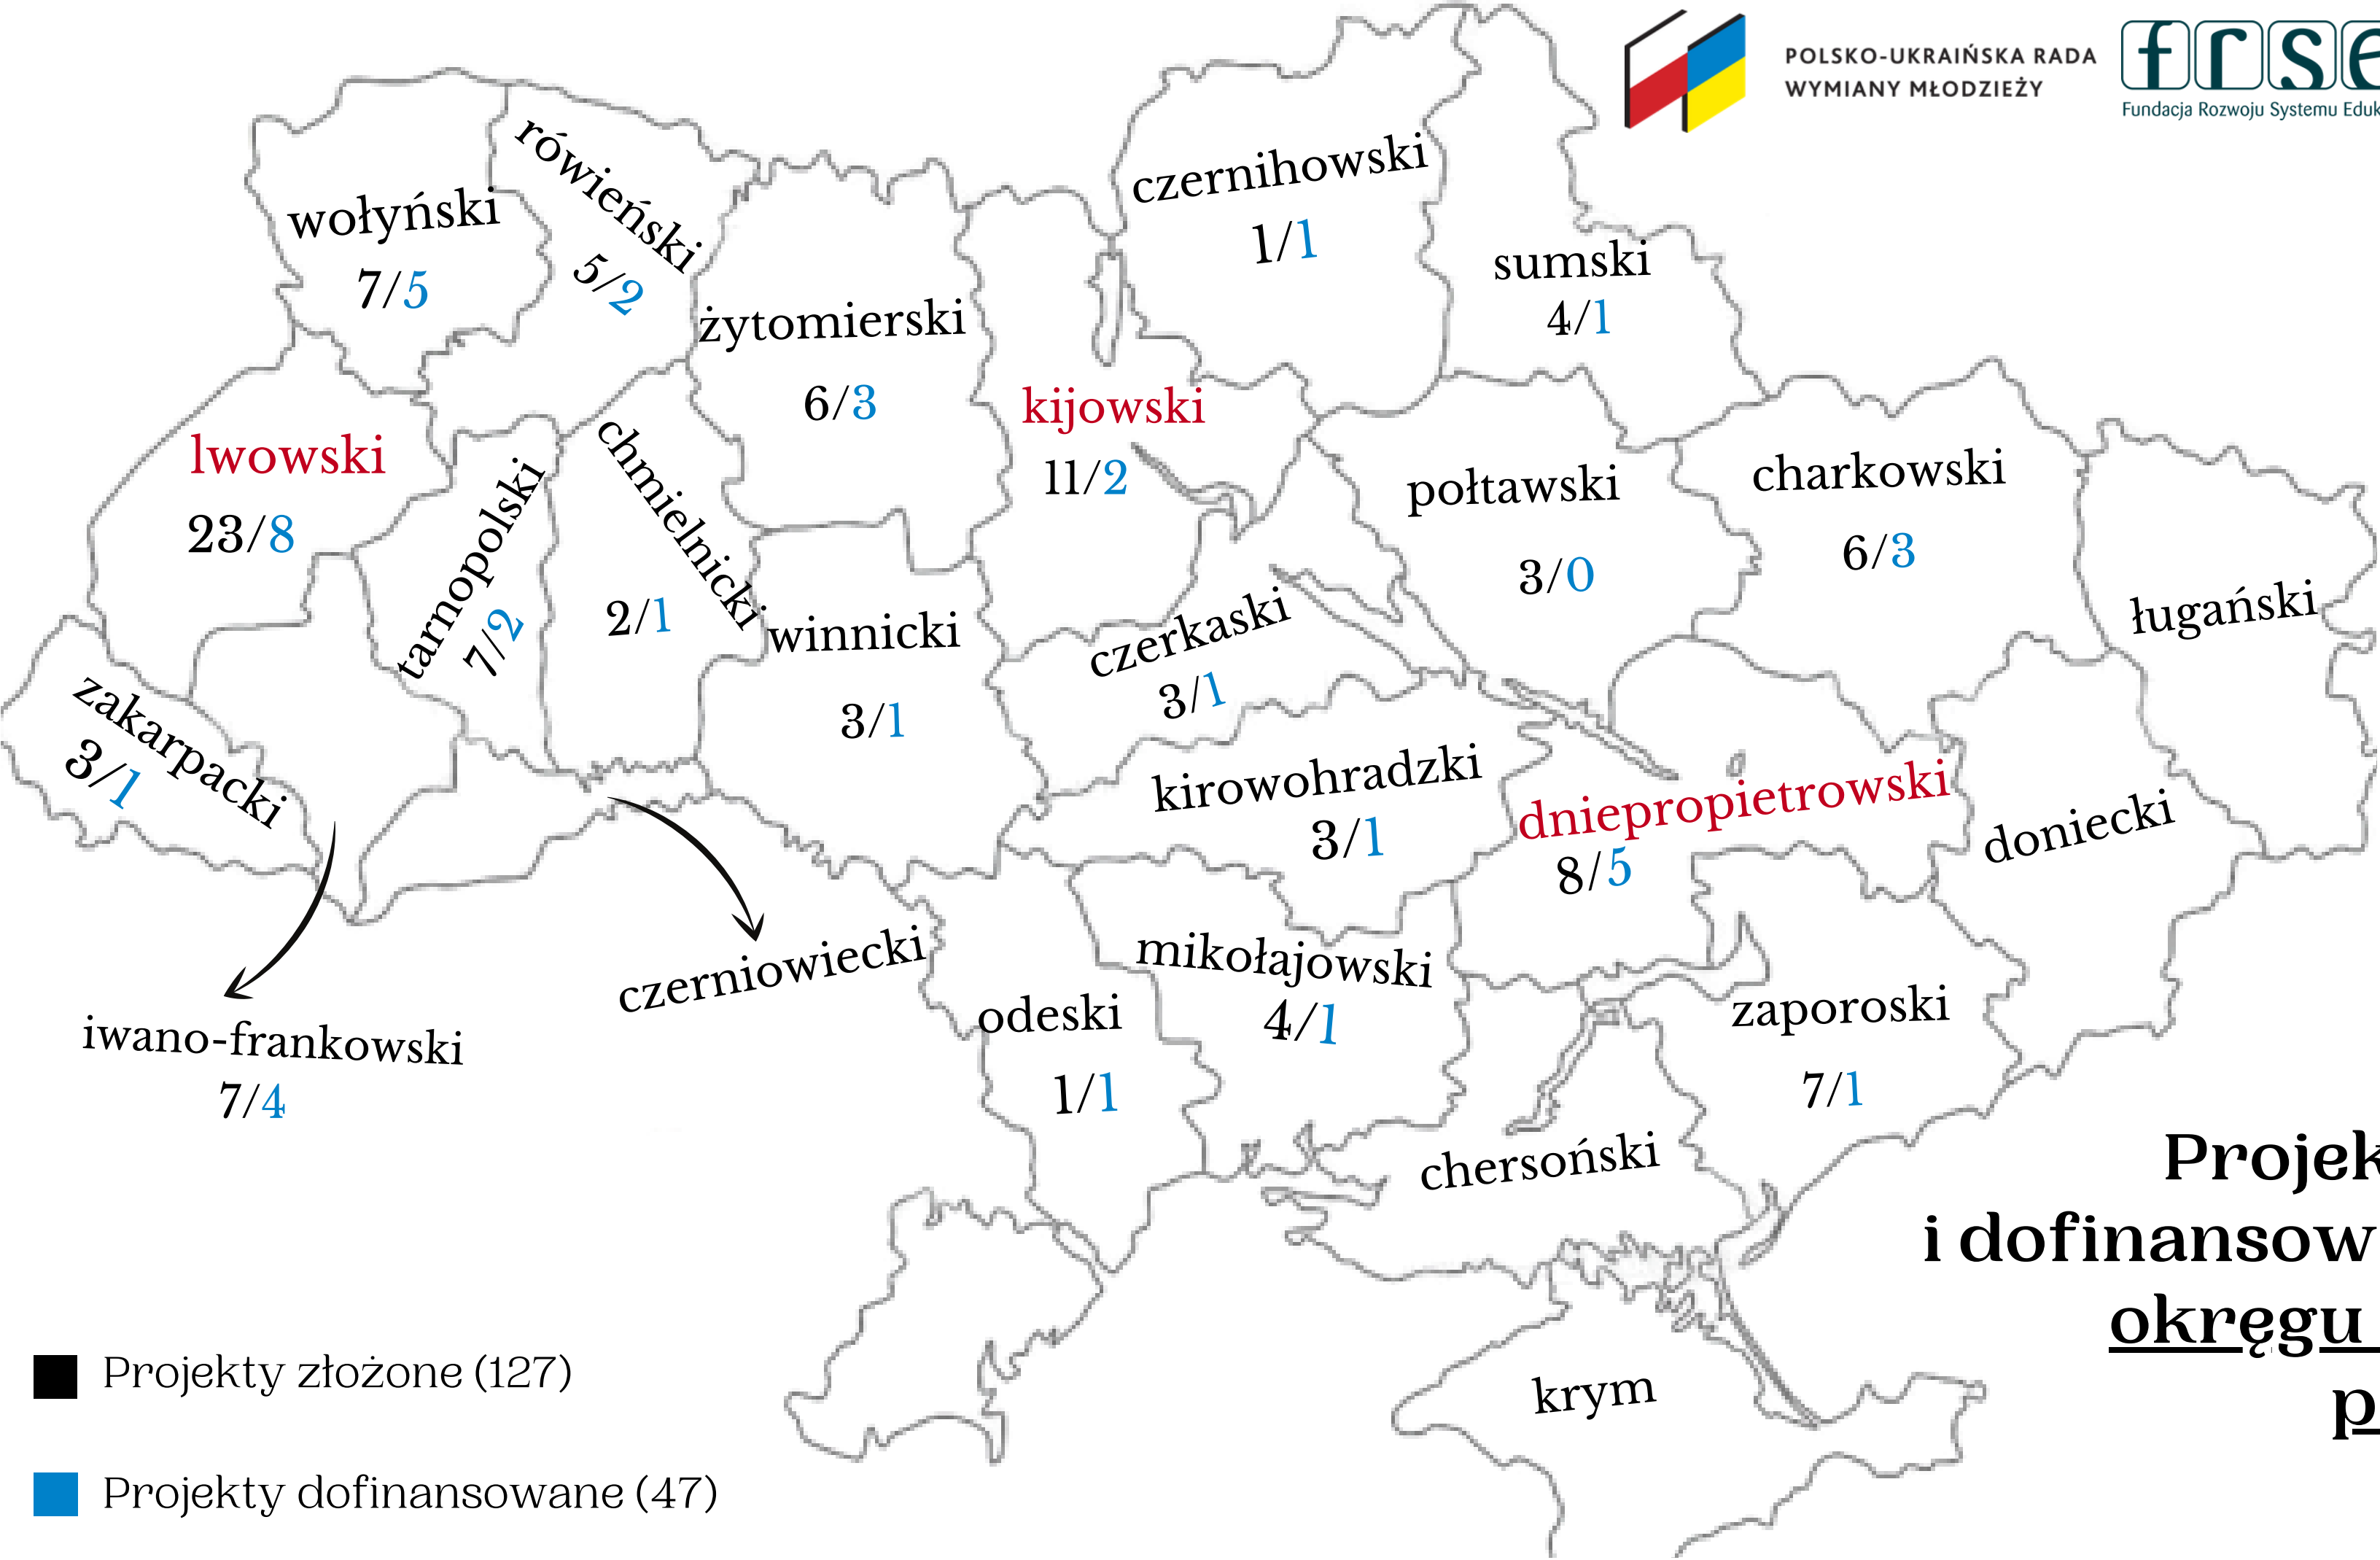 POLSKO-UKRAIŃSKA RADA
WYMIANY MŁODZIEŻY
frse
Fundacja Rozwoju Systemu Eduk
wołyński
7/5
rówieński
5/2
żytomierski
6/3
kijowski
11/2
czernihowski
1/1
sumski
4/1
lwowski
23/8
tarnopolski
7/2
chmielnicki
2/1
winnicki
3/1
czerkaski
3/1
połtawski
3/0
charkowski
6/3
ługański
zakarpacki
3/1
kirowohradzki
3/1
dniepropietrowski
8/5
doniecki
iwano-frankowski
7/4
czerniowiecki
odeski
1/1
mikołajowski
4/1
zaporoski
7/1
chersoński
krym
Projek
i dofinansow
okręgu
p
Projekty złożone (127)
Projekty dofinansowane (47)